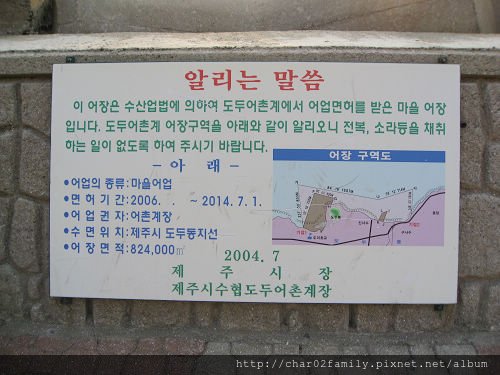 알리는 말씀
이 어장은 수산업법에 의하여 도두어촌계에서 어업면허를 받은 마을 어장
입니다. 도두어촌계 어장구역을 아래와 같이 알리오니 전복, 소라등을 채취
하는 일이 없도록 하여 주시기 바랍니다.
- 아 래 -
•어업의 종류: 마을어업
•면 허 기 간: 2006. . ~ 2014. 7. 1.
•어 업 권 자: 어촌계장
•수 면 위 치: 제주시 도두동지선
•어 장 면 적: 824,000㎡
어장 구역도
2004. 7
제 주 시 장
제주시수협도두어촌계장
http://char02family.pixnet.net/album